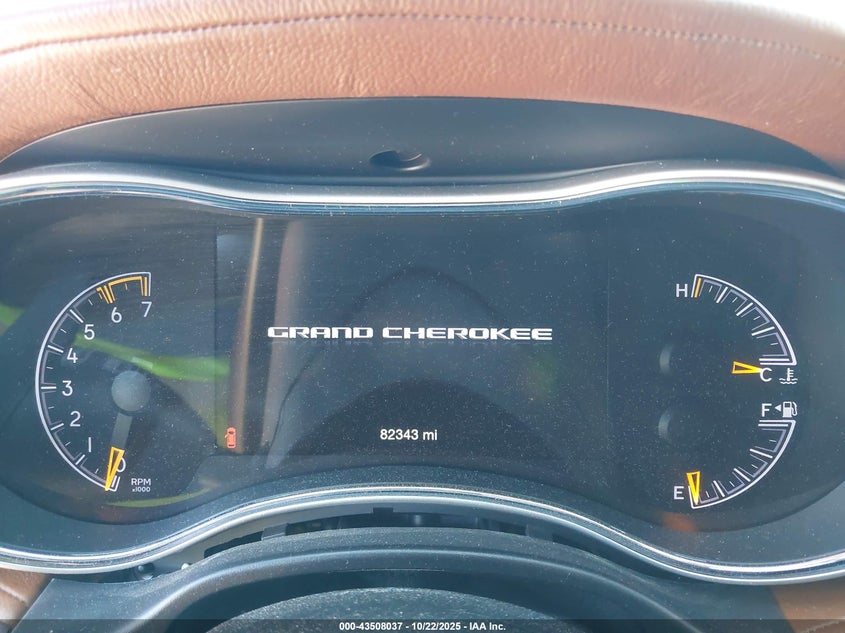 7
6
5
4
3
2
1
0
RPM
x1000
GRAND CHEROKEE
82343 mi
H
C
F
E
000-43508037 - 10/22/2025 - IAA Inc.